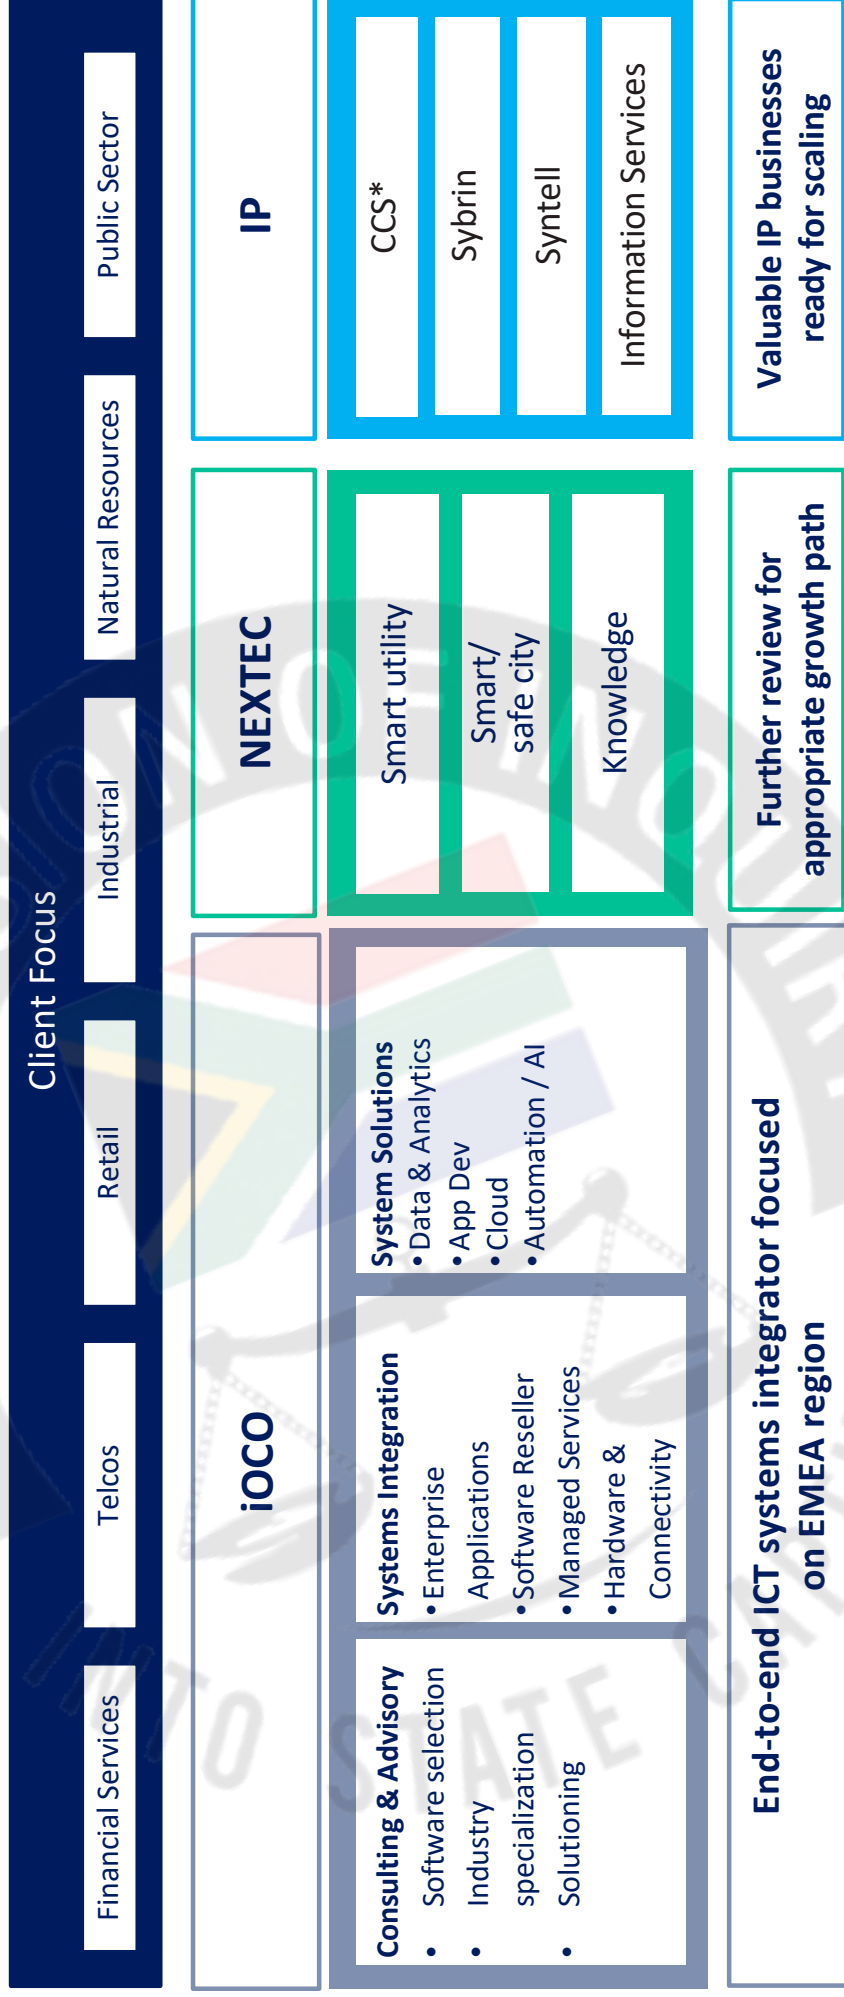 Client Focus
Financial Services
Telcos
Retail
Industrial
Natural Resources
Public Sector
iOCO
NEXTEC
IP
Consulting & Advisory
• Software selection
• Industry
specialization
• Solutioning
Systems Integration
• Enterprise
Applications
• Software Reseller
• Managed Services
• Hardware &
Connectivity
System Solutions
• Data & Analytics
• App Dev
• Cloud
• Automation / AI
Smart utility
Smart/
safe city
Knowledge
CCS*
Sybrin
Syntell
Information Services
End-to-end ICT systems integrator focused
on EMEA region
Further review for
appropriate growth path
Valuable IP businesses
ready for scaling
OF
INTO STATE